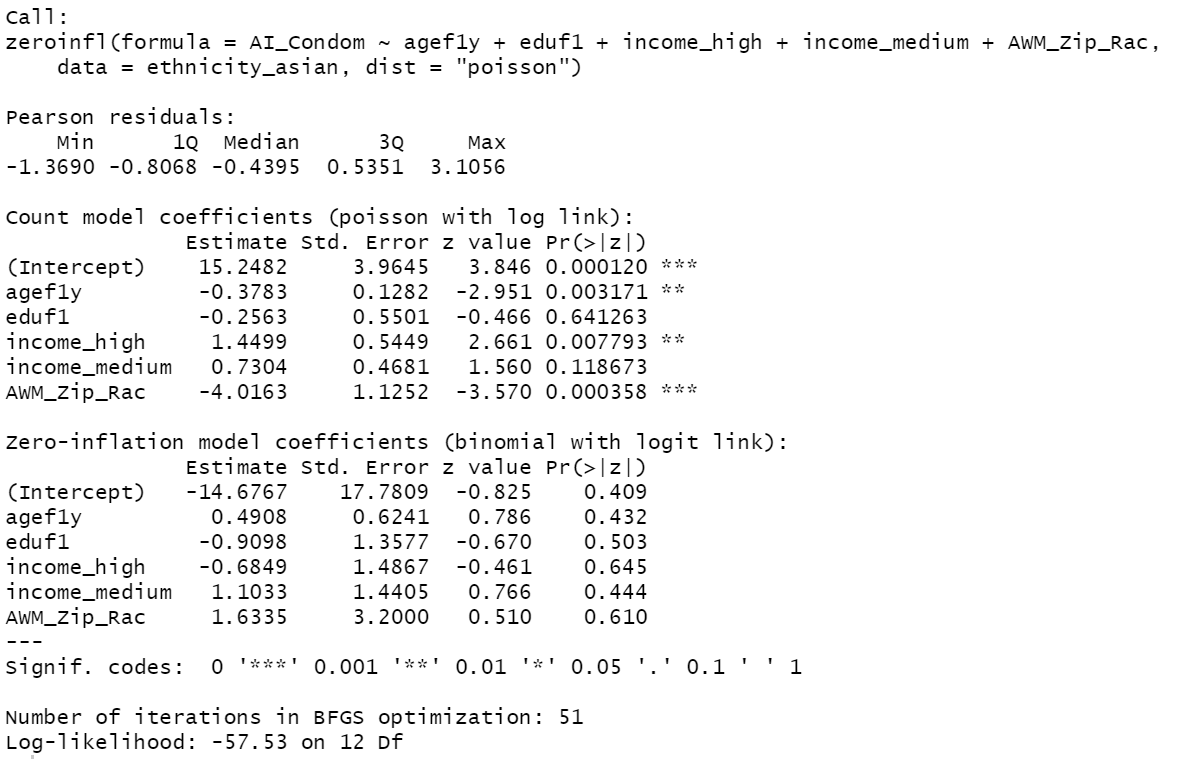 Call:
zeroinfl(formula = AI_Condom ~ agef1y + eduf1 + income_high + income_medium + AWM_Zip_Rac,
    data = ethnicity_asian, dist = "poisson")

Pearson residuals:
    Min      1Q  Median      3Q     Max
-1.3690 -0.8068 -0.4395  0.5351  3.1056

Count model coefficients (poisson with log link):
              Estimate Std. Error z value Pr(>|z|)
(Intercept)    15.2482     3.9645   3.846 0.000120 ***
agef1y         -0.3783     0.1282  -2.951 0.003171 **
eduf1          -0.2563     0.5501  -0.466 0.641263
income_high     1.4499     0.5449   2.661 0.007793 **
income_medium   0.7304     0.4681   1.560 0.118673
AWM_Zip_Rac    -4.0163     1.1252  -3.570 0.000358 ***

Zero-inflation model coefficients (binomial with logit link):
              Estimate Std. Error z value Pr(>|z|)
(Intercept)   -14.6767    17.7809  -0.825    0.409
agef1y          0.4908     0.6241   0.786    0.432
eduf1          -0.9098     1.3577  -0.670    0.503
income_high    -0.6849     1.4867  -0.461    0.645
income_medium   1.1033     1.4405   0.766    0.444
AWM_Zip_Rac     1.6335     3.2000   0.510    0.610
---
Signif. codes:  0 '***' 0.001 '**' 0.01 '*' 0.05 '.' 0.1 ' ' 1

Number of iterations in BFGS optimization: 51
Log-likelihood: -57.53 on 12 Df